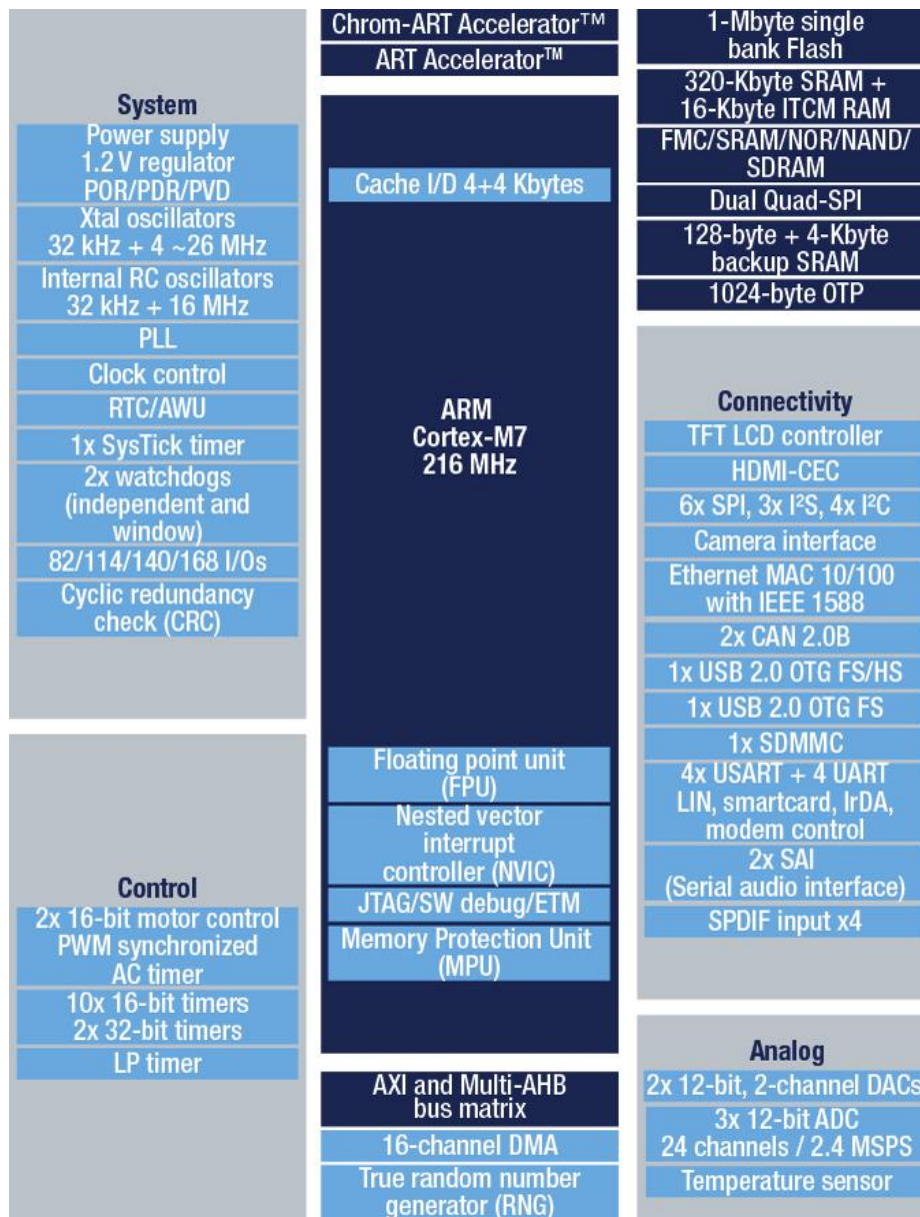 System
Power supply
1.2 V regulator
POR/PDR/PVD
Xtal oscillators
32 kHz + 4 ~26 MHz
Internal RC oscillators
32 kHz + 16 MHz
PLL
Clock control
RTC/AWU
1x SysTick timer
2x watchdogs
(independent and
window)
82/114/140/168 I/Os
Cyclic redundancy
check (CRC)
Control
2x 16-bit motor control
PWM synchronized
AC timer
10x 16-bit timers
2x 32-bit timers
LP timer
Chrom-ART Accelerator™
ART Accelerator™
Cache I/D 4+4 Kbytes
ARM
Cortex-M7
216 MHz
Floating point unit
(FPU)
Nested vector
interrupt
controller (NVIC)
JTAG/SW debug/ETM
Memory Protection Unit
(MPU)
AXI and Multi-AHB
bus matrix
16-channel DMA
True random number
generator (RNG)
1-Mbyte single
bank Flash
320-Kbyte SRAM +
16-Kbyte ITCM RAM
FMC/SRAM/NOR/NAND/
SDRAM
Dual Quad-SPI
128-byte + 4-Kbyte
backup SRAM
1024-byte OTP
Connectivity
TFT LCD controller
HDMI-CEC
6x SPI, 3x I²S, 4x I²C
Camera interface
Ethernet MAC 10/100
with IEEE 1588
2x CAN 2.0B
1x USB 2.0 OTG FS/HS
1x USB 2.0 OTG FS
1x SDMMC
4x USART + 4 UART
LIN, smartcard, IrDA,
modem control
2x SAI
(Serial audio interface)
SPDIF input x4
Analog
2x 12-bit, 2-channel DACs
3x 12-bit ADC
24 channels / 2.4 MSPS
Temperature sensor